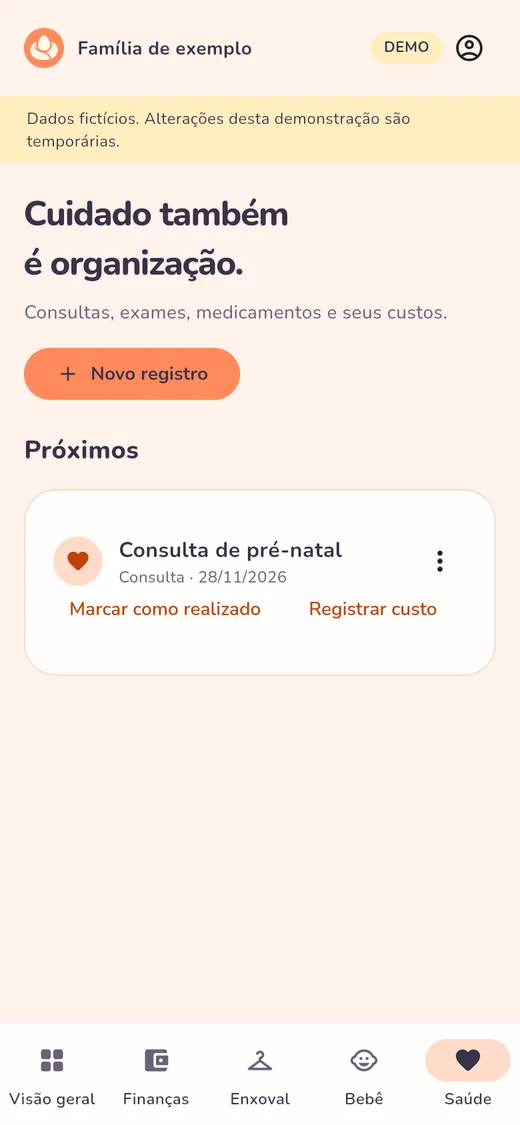 Família de exemplo
DEMO
Dados fictícios. Alterações desta demonstração são
temporárias.
Cuidado também
é organização.
Consultas, exames, medicamentos e seus custos.
Novo registro
Próximos
Consulta de pré-natal
Consulta · 28/11/2026
Marcar como realizado
Registrar custo
Visão geral
Finanças
Enxoval
Bebê
Saúde